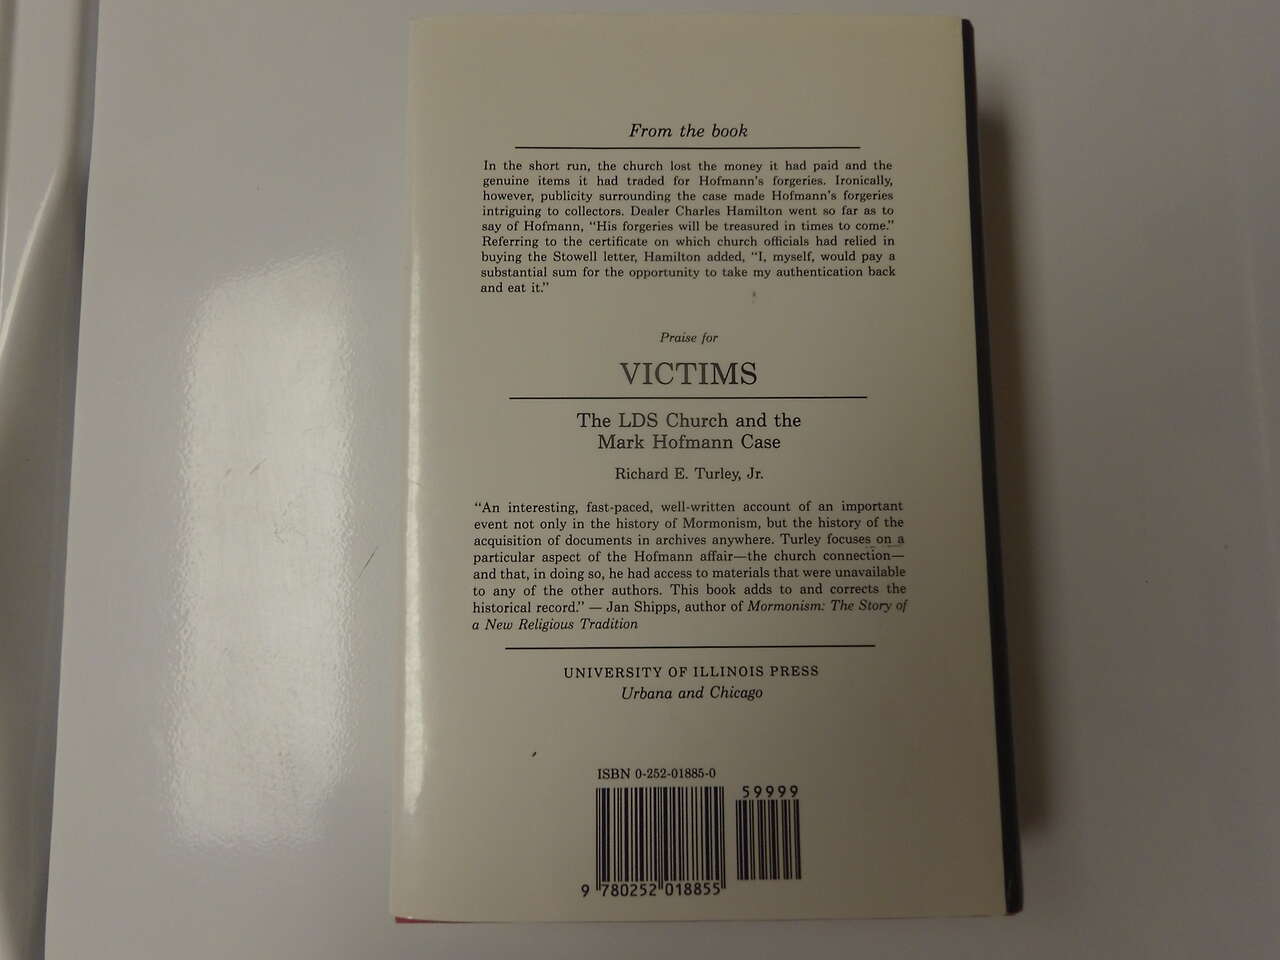 From the book
In the short run, the church lost the money it had paid and the
genuine items it had traded for Hofmann's forgeries. Ironically,
however, publicity surrounding the case made Hofmann's forgeries
intriguing to collectors. Dealer Charles Hamilton went so far as to
say of Hofmann, “His forgeries will be treasured in times to come.”
Referring to the certificate on which church officials had relied in
buying the Stowell letter, Hamilton added, “I, myself, would pay a
substantial sum for the opportunity to take my authentication back
and eat it.”
Praise for
VICTIMS
The LDS Church and the
Mark Hofmann Case
Richard E. Turley, Jr.
“An interesting, fast-paced, well-written account of an important
event not only in the history of Mormonism, but the history of the
acquisition of documents in archives anywhere. Turley focuses on a
particular aspect of the Hofmann affair—the church connection—
and that, in doing so, he had access to materials that were unavailable
to any of the other authors. This book adds to and corrects the
historical record.” — Jan Shipps, author of Mormonism: The Story of
a New Religious Tradition
UNIVERSITY OF ILLINOIS PRESS
Urbana and Chicago
ISBN 0-252-01885-0
59999
9 780252 018855